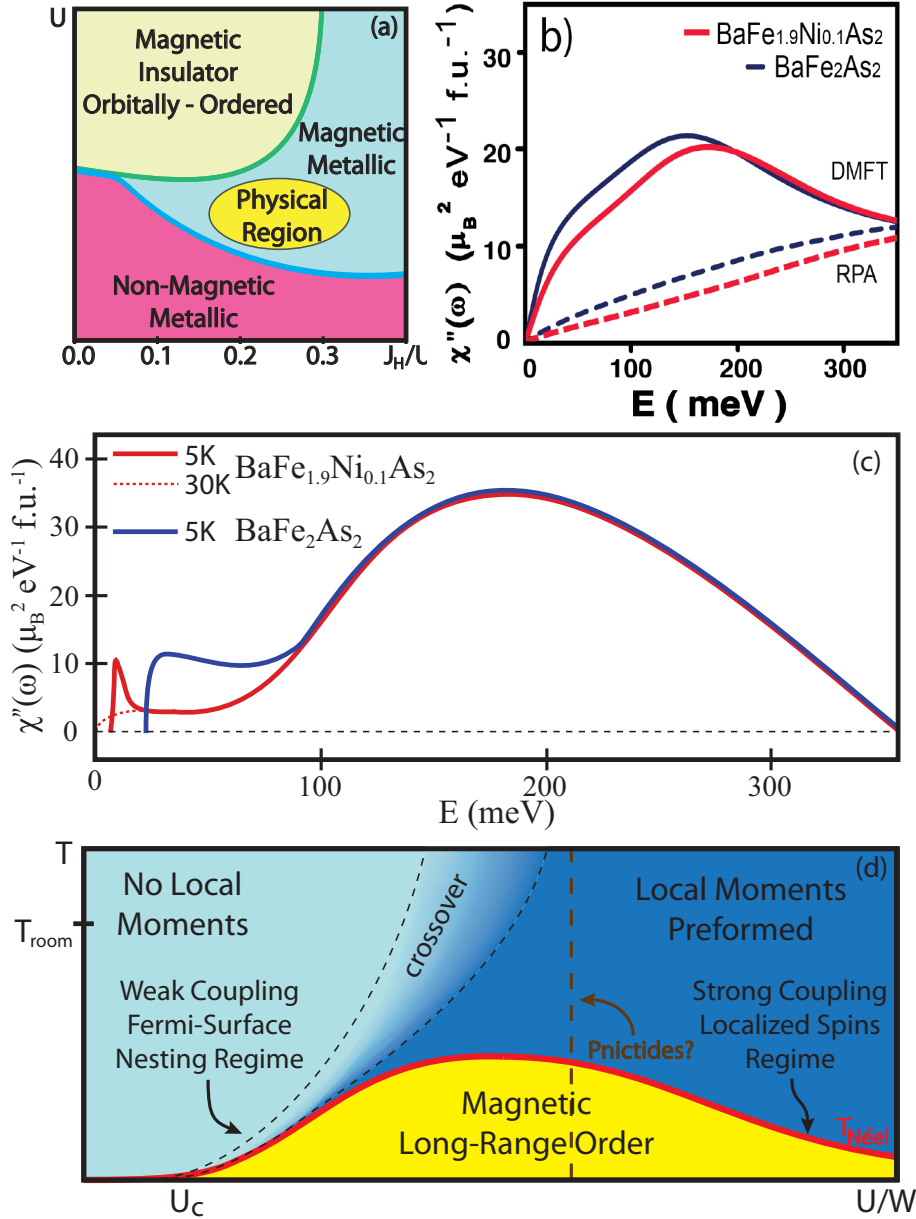 U
(a)
Magnetic
Insulator
Orbitally - Ordered
Magnetic
Metallic
Physical
Region
Non-Magnetic
Metallic
0.0 0.1 0.2 0.3 J_H/U
b)
BaFe1.9Ni0.1As2
BaFe2As2
χ''(ω) (μ_B² eV⁻¹ f.u.⁻¹)
30
20
10
0
DMFT
RPA
0 100 200 300
E ( meV )
(c)
5K BaFe1.9Ni0.1As2
30K
5K BaFe2As2
χ''(ω) (μ_B² eV⁻¹ f.u.⁻¹)
40
30
20
10
0
0 100 200 300
E (meV)
T
(d)
T_room
No Local
Moments
crossover
Local Moments
Preformed
Weak Coupling
Fermi-Surface
Nesting Regime
Pnictides?
Strong Coupling
Localized Spins
Regime
Magnetic
Long-Range Order
T_Néel
U_C
U/W